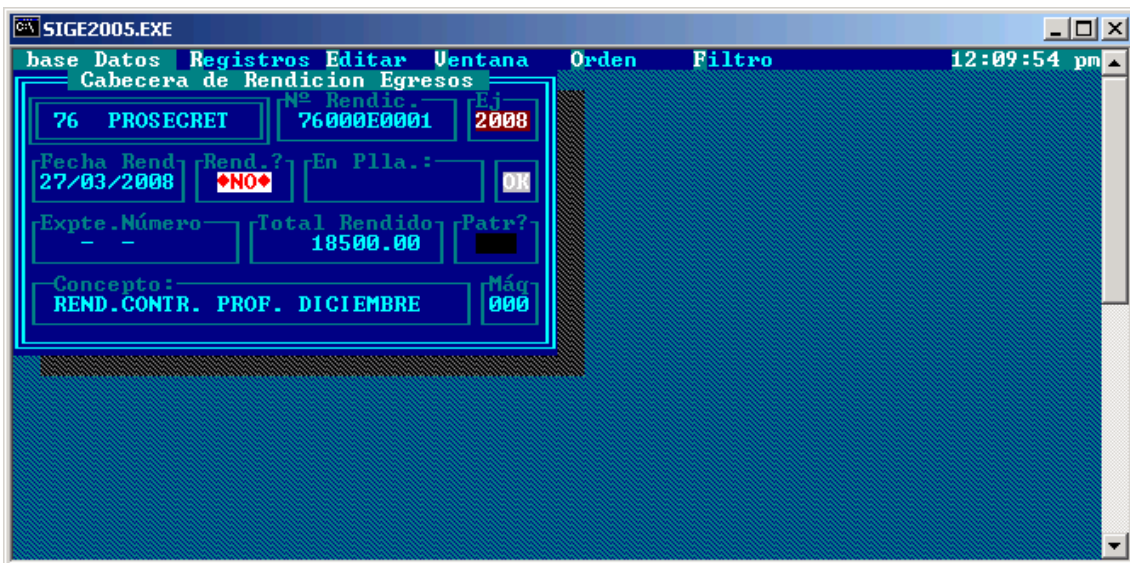 SIGE2005.EXE
base Datos Registros Editar Ventana Orden Filtro 12:09:54 pm
Cabecera de Rendicion Egresos
Nº Rendic. Ej
76 PROSECRET 76000E0001 2008
Fecha Rend Rend.? En Plla.:
27/03/2008 ♦NO♦ OK
Expte.Número Total Rendido Patr?
- - 18500.00
Concepto: Máq
REND.CONTR. PROF. DICIEMBRE 000